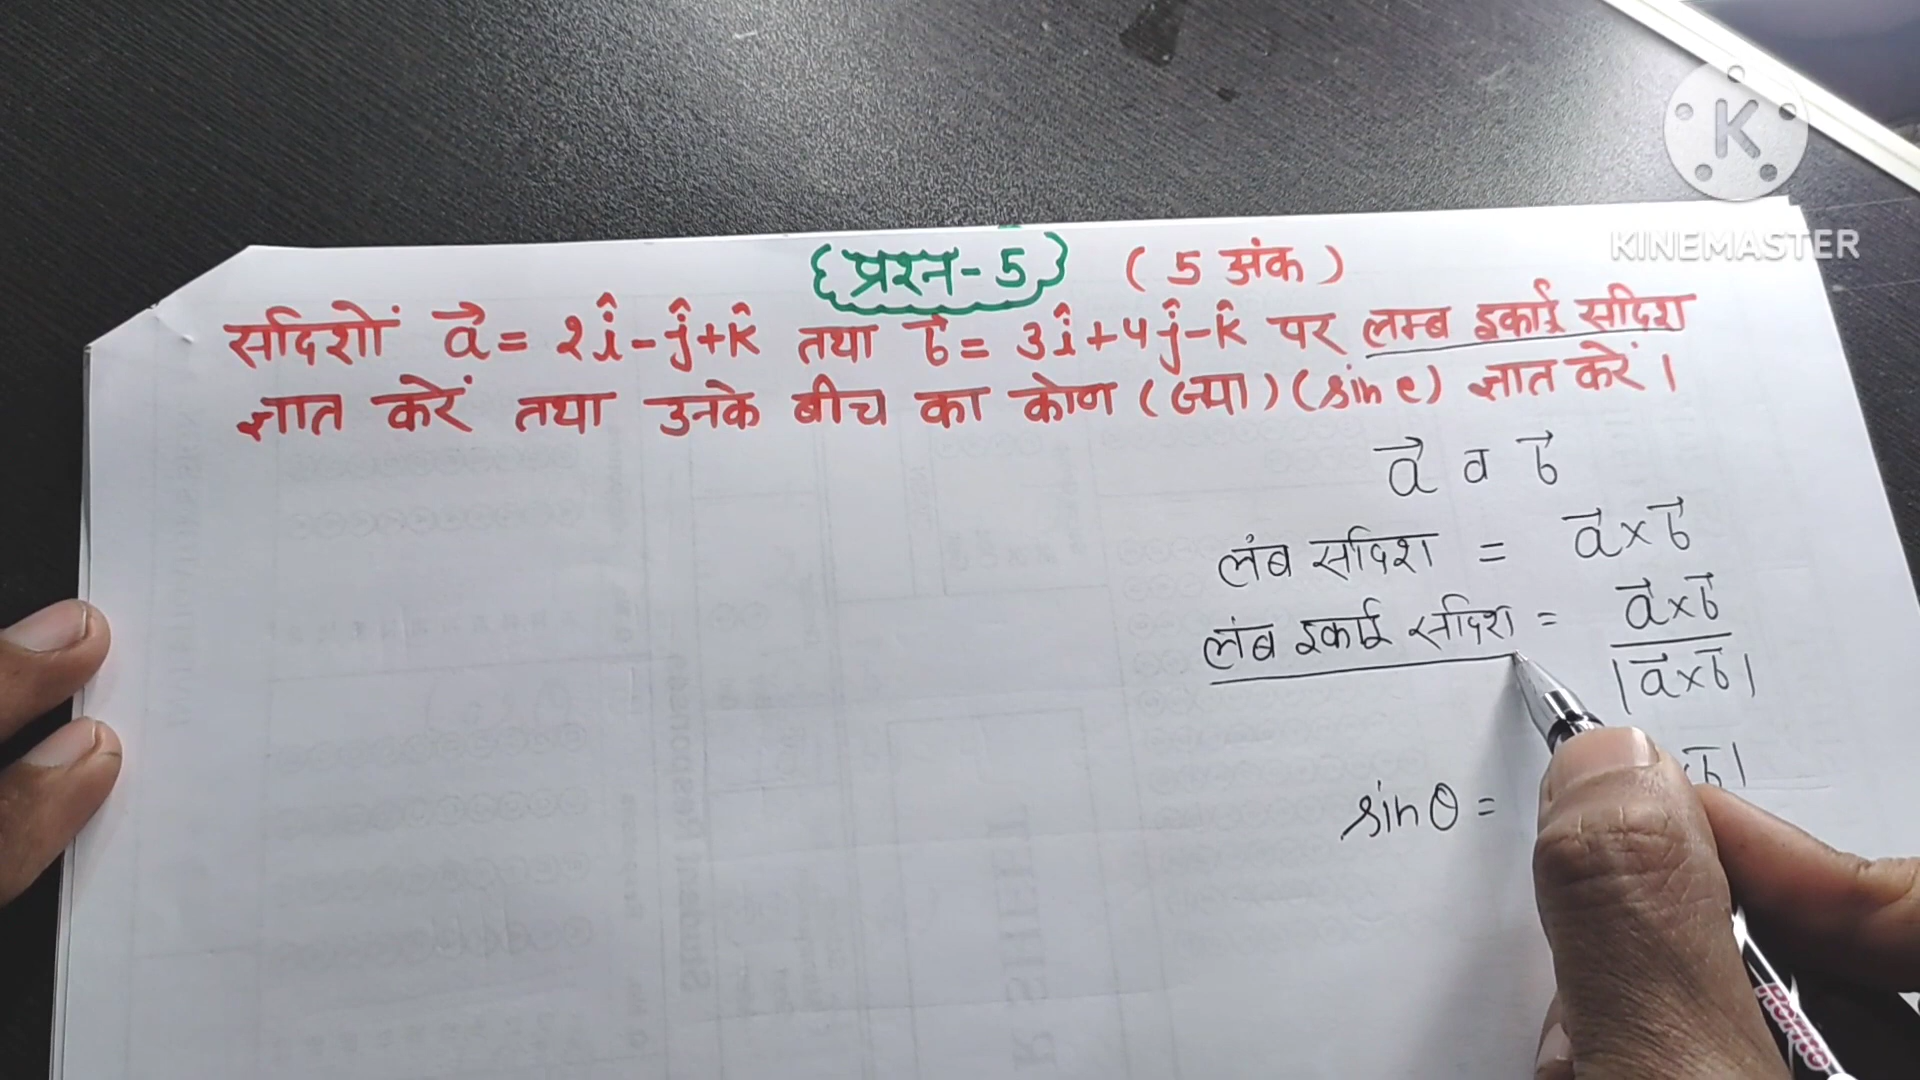 K
KINEMASTER
{प्रश्न-5} (5 अंक)
सदिशों a⃗ = 2î-ĵ+k̂ तथा b⃗ = 3î+4ĵ-k̂ पर लम्ब इकाई सदिश
ज्ञात करें तथा उनके बीच का कोण (ज्या) (sin e) ज्ञात करें।
a⃗ व b⃗
लंब सदिश = a⃗×b⃗
लंब इकाई सदिश = a⃗×b⃗
|a⃗×b⃗|
sinθ = b⃗|